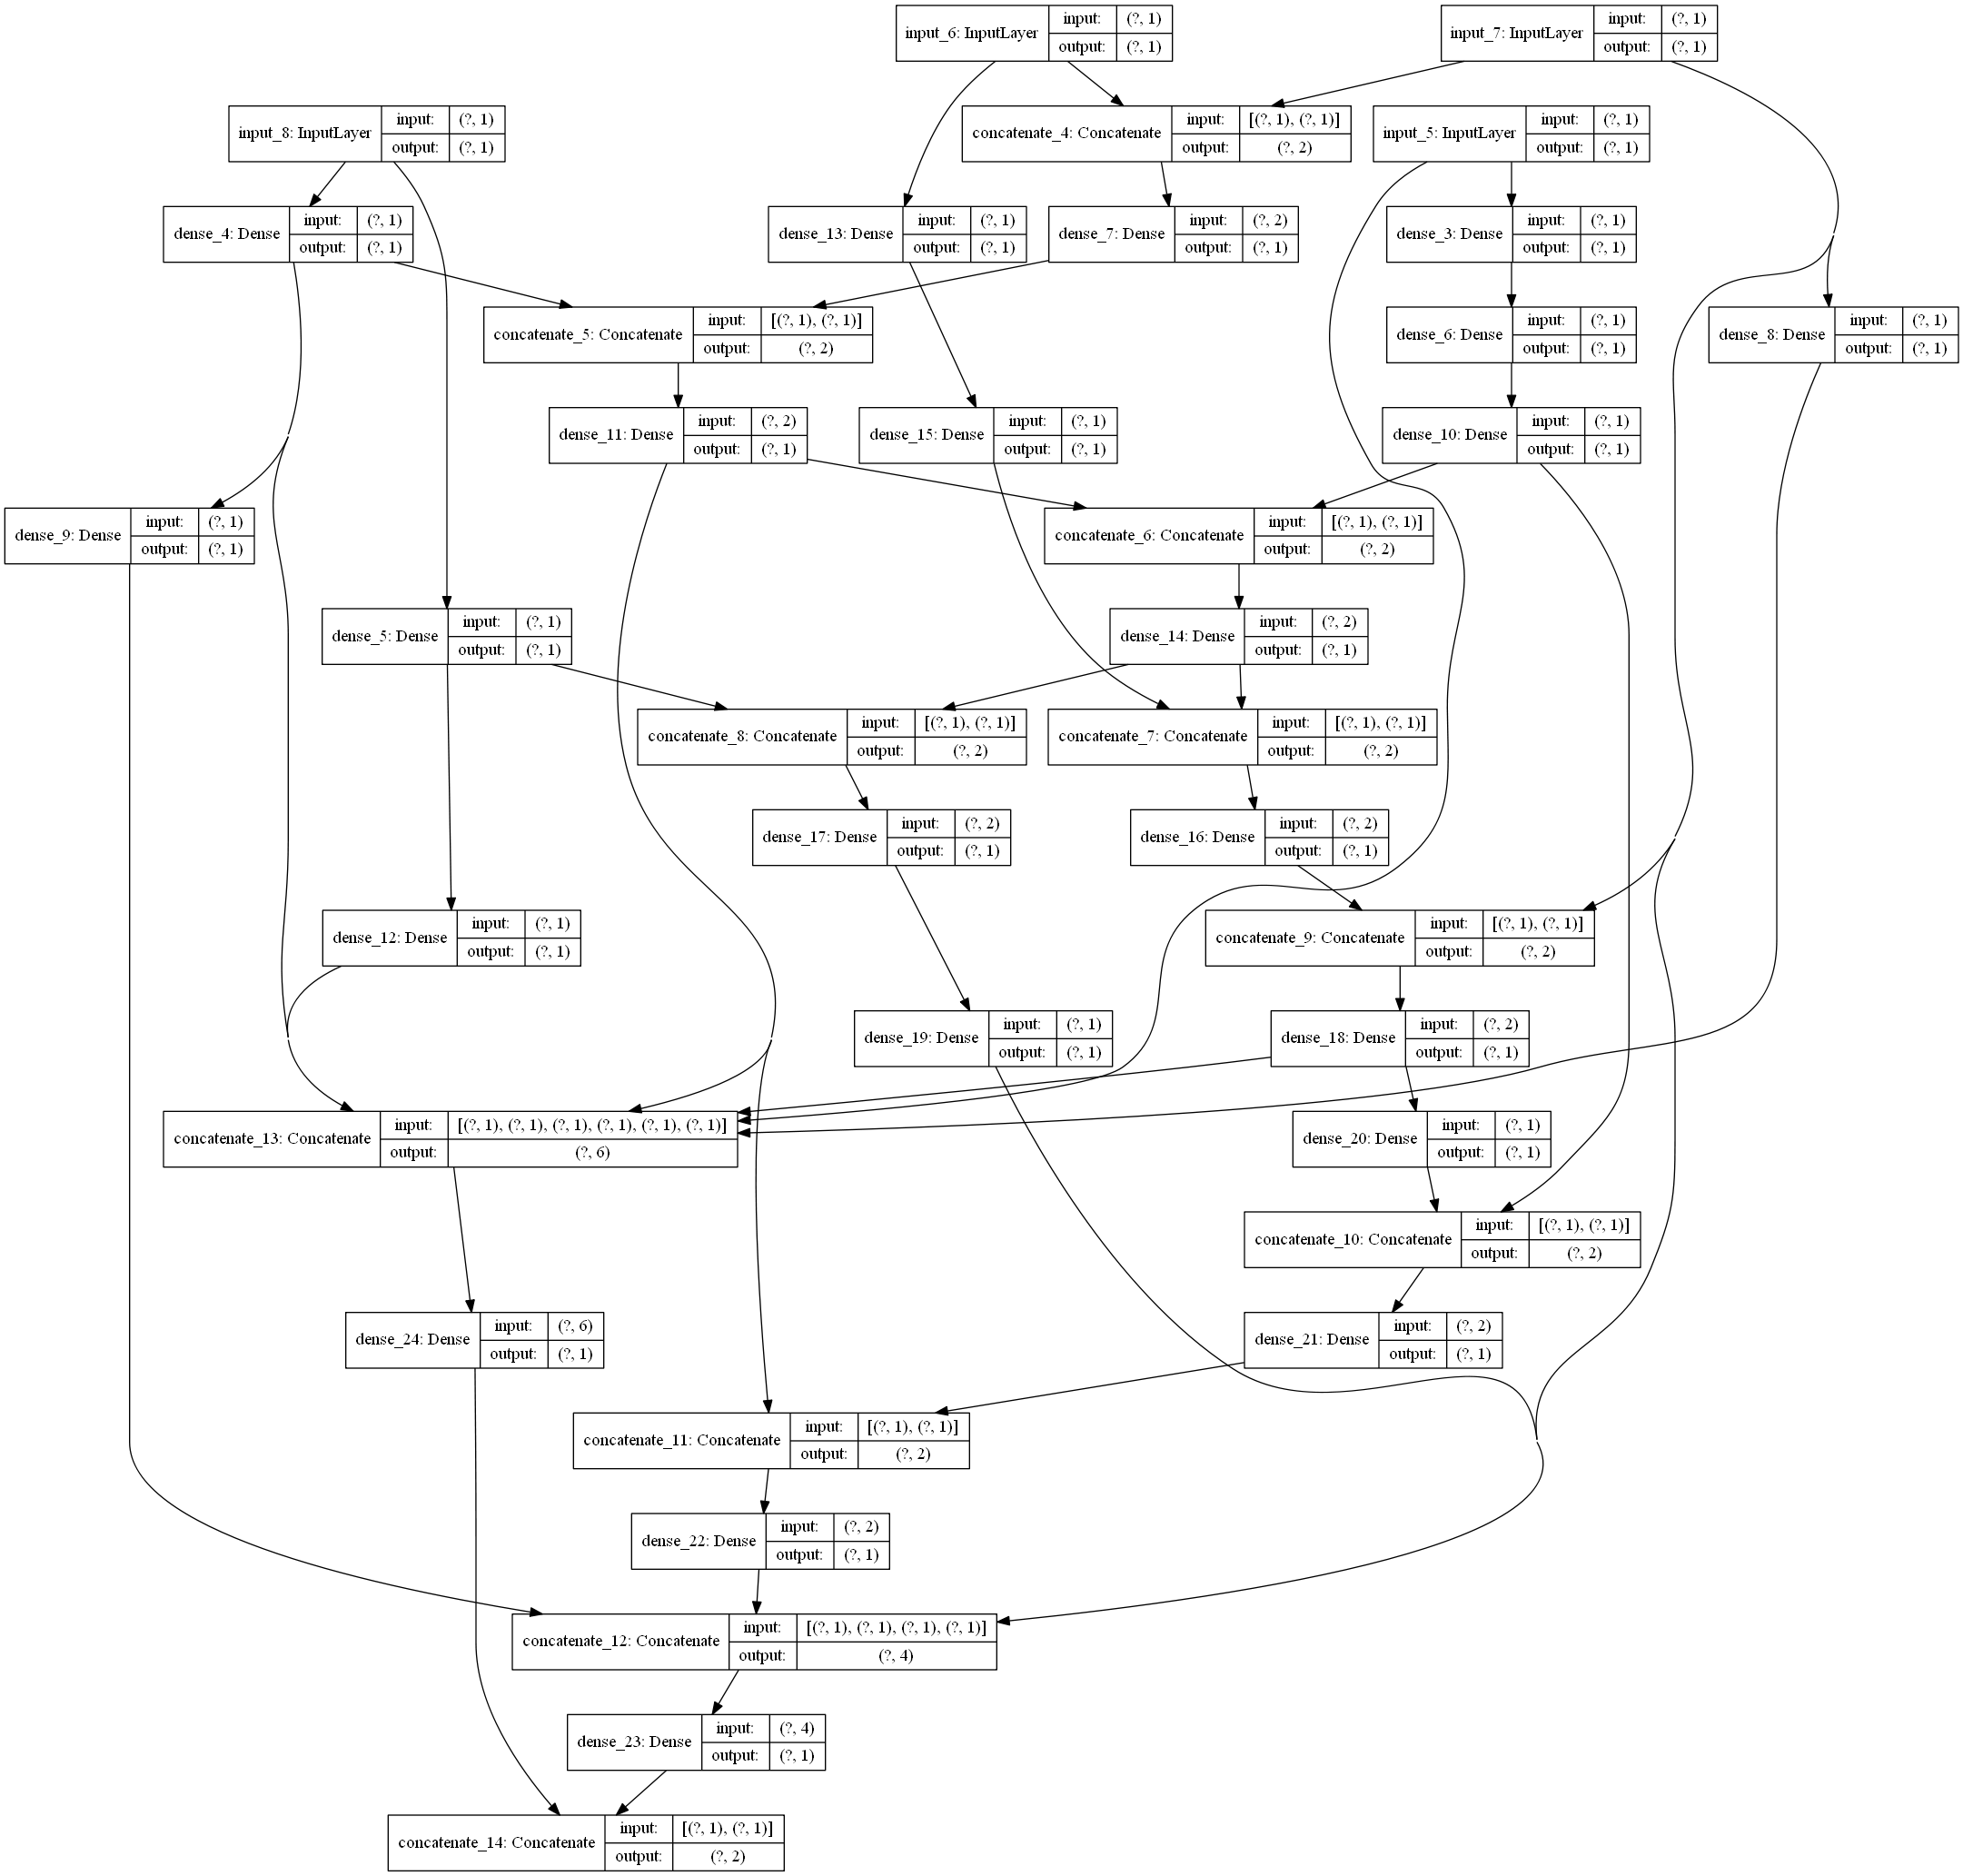 input_6: InputLayer input: (?, 1) output: (?, 1)
input_7: InputLayer input: (?, 1) output: (?, 1)
input_8: InputLayer input: (?, 1) output: (?, 1)
concatenate_4: Concatenate input: [(?, 1), (?, 1)] output: (?, 2)
input_5: InputLayer input: (?, 1) output: (?, 1)
dense_4: Dense input: (?, 1) output: (?, 1)
dense_13: Dense input: (?, 1) output: (?, 1)
dense_7: Dense input: (?, 2) output: (?, 1)
dense_3: Dense input: (?, 1) output: (?, 1)
concatenate_5: Concatenate input: [(?, 1), (?, 1)] output: (?, 2)
dense_6: Dense input: (?, 1) output: (?, 1)
dense_8: Dense input: (?, 1) output: (?, 1)
dense_11: Dense input: (?, 2) output: (?, 1)
dense_15: Dense input: (?, 1) output: (?, 1)
dense_10: Dense input: (?, 1) output: (?, 1)
dense_9: Dense input: (?, 1) output: (?, 1)
concatenate_6: Concatenate input: [(?, 1), (?, 1)] output: (?, 2)
dense_5: Dense input: (?, 1) output: (?, 1)
dense_14: Dense input: (?, 2) output: (?, 1)
concatenate_8: Concatenate input: [(?, 1), (?, 1)] output: (?, 2)
concatenate_7: Concatenate input: [(?, 1), (?, 1)] output: (?, 2)
dense_17: Dense input: (?, 2) output: (?, 1)
dense_16: Dense input: (?, 2) output: (?, 1)
dense_12: Dense input: (?, 1) output: (?, 1)
concatenate_9: Concatenate input: [(?, 1), (?, 1)] output: (?, 2)
dense_19: Dense input: (?, 1) output: (?, 1)
dense_18: Dense input: (?, 2) output: (?, 1)
concatenate_13: Concatenate input: [(?, 1), (?, 1), (?, 1), (?, 1), (?, 1), (?, 1)] output: (?, 6)
dense_20: Dense input: (?, 1) output: (?, 1)
concatenate_10: Concatenate input: [(?, 1), (?, 1)] output: (?, 2)
dense_24: Dense input: (?, 6) output: (?, 1)
dense_21: Dense input: (?, 2) output: (?, 1)
concatenate_11: Concatenate input: [(?, 1), (?, 1)] output: (?, 2)
dense_22: Dense input: (?, 2) output: (?, 1)
concatenate_12: Concatenate input: [(?, 1), (?, 1), (?, 1), (?, 1)] output: (?, 4)
dense_23: Dense input: (?, 4) output: (?, 1)
concatenate_14: Concatenate input: [(?, 1), (?, 1)] output: (?, 2)